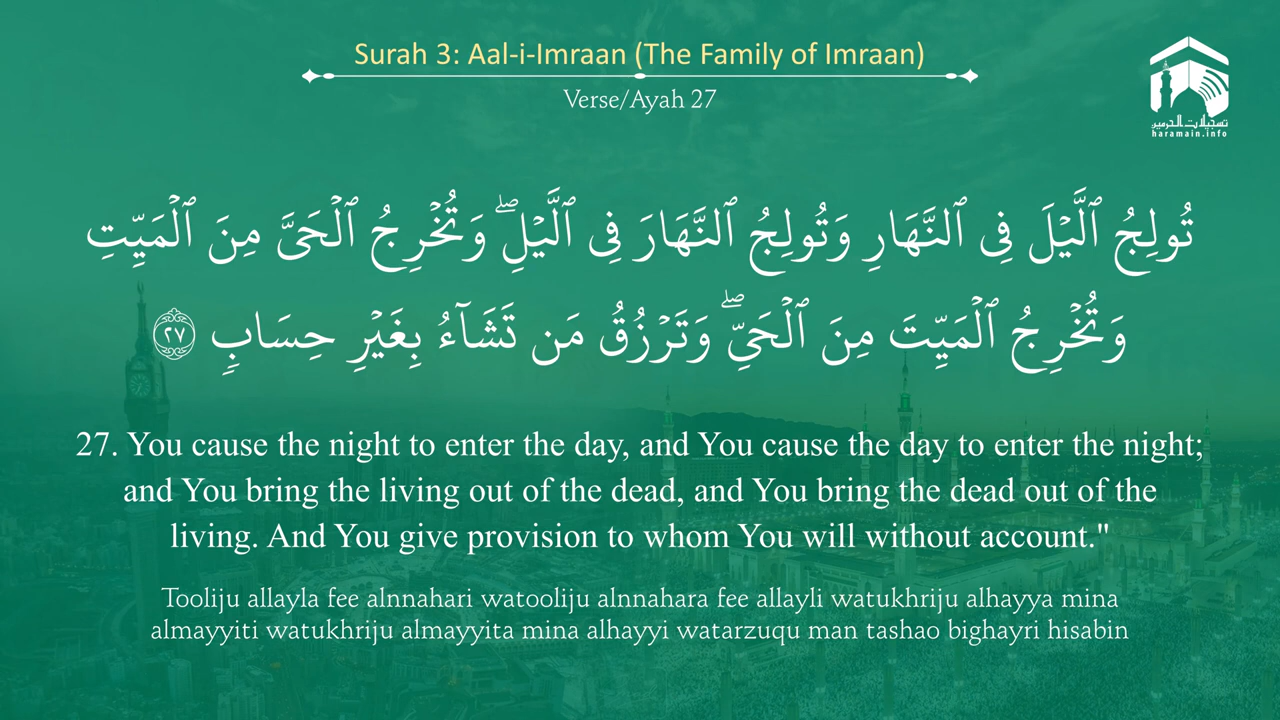 Surah 3: Aal-i-Imraan (The Family of Imraan)
Verse/Ayah 27
تسجيلات الحرمين
haramain.info
تُولِجُ ٱلَّيْلَ فِى ٱلنَّهَارِ وَتُولِجُ ٱلنَّهَارَ فِى ٱلَّيْلِ ۖ وَتُخْرِجُ ٱلْحَىَّ مِنَ ٱلْمَيِّتِ
وَتُخْرِجُ ٱلْمَيِّتَ مِنَ ٱلْحَىِّ ۖ وَتَرْزُقُ مَن تَشَآءُ بِغَيْرِ حِسَابٍ ٢٧
27. You cause the night to enter the day, and You cause the day to enter the night;
and You bring the living out of the dead, and You bring the dead out of the
living. And You give provision to whom You will without account."
Tooliju allayla fee alnnahari watooliju alnnahara fee allayli watukhriju alhayya mina
almayyiti watukhriju almayyita mina alhayyi watarzuqu man tashao bighayri hisabin